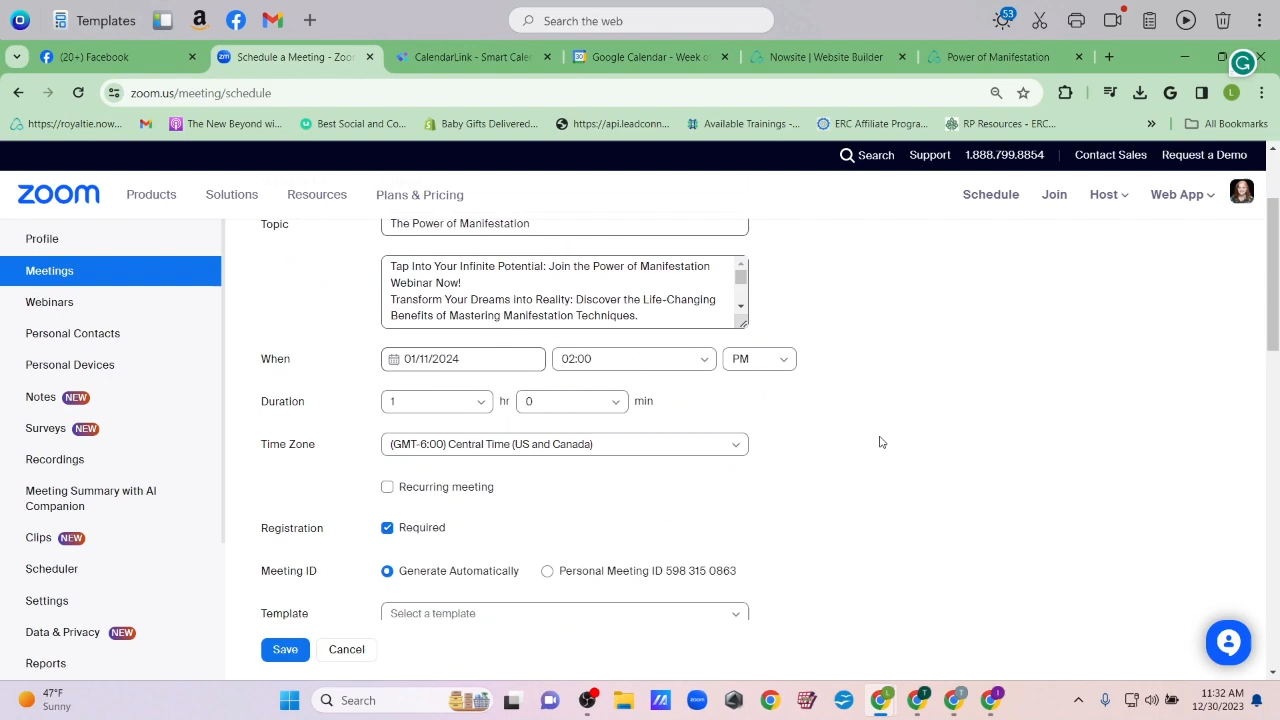 Templates
Search the web
53
(20+) Facebook
Schedule a Meeting - Zoo
CalendarLink - Smart Caler
Google Calendar - Week of
Nowsite | Website Builder
Power of Manifestation
zoom.us/meeting/schedule
https://royaltie.now...
The New Beyond wi...
Best Social and Co...
Baby Gifts Delivered...
https://api.leadconn...
Available Trainings -...
ERC Affiliate Progra...
RP Resources - ERC...
All Bookmarks
Search
Support
1.888.799.8854
Contact Sales
Request a Demo
zoom
Products
Solutions
Resources
Plans & Pricing
Schedule
Join
Host
Web App
Profile
Meetings
Webinars
Personal Contacts
Personal Devices
Notes NEW
Surveys NEW
Recordings
Meeting Summary with AI
Companion
Clips NEW
Scheduler
Settings
Data & Privacy NEW
Reports
Topic
The Power of Manifestation
Tap Into Your Infinite Potential: Join the Power of Manifestation
Webinar Now!
Transform Your Dreams into Reality: Discover the Life-Changing
Benefits of Mastering Manifestation Techniques.
When
01/11/2024
02:00
PM
Duration
1
hr
0
min
Time Zone
(GMT-6:00) Central Time (US and Canada)
Recurring meeting
Registration
Required
Meeting ID
Generate Automatically
Personal Meeting ID 598 315 0863
Template
Select a template
Save
Cancel
47°F
Sunny
Search
11:32 AM
12/30/2023